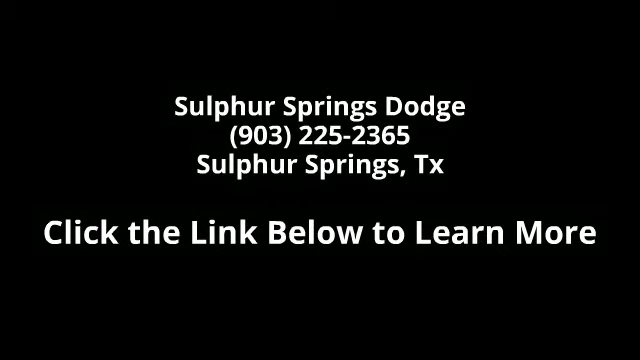 Sulphur Springs Dodge
(903) 225-2365
Sulphur Springs, Tx
Click the Link Below to Learn More